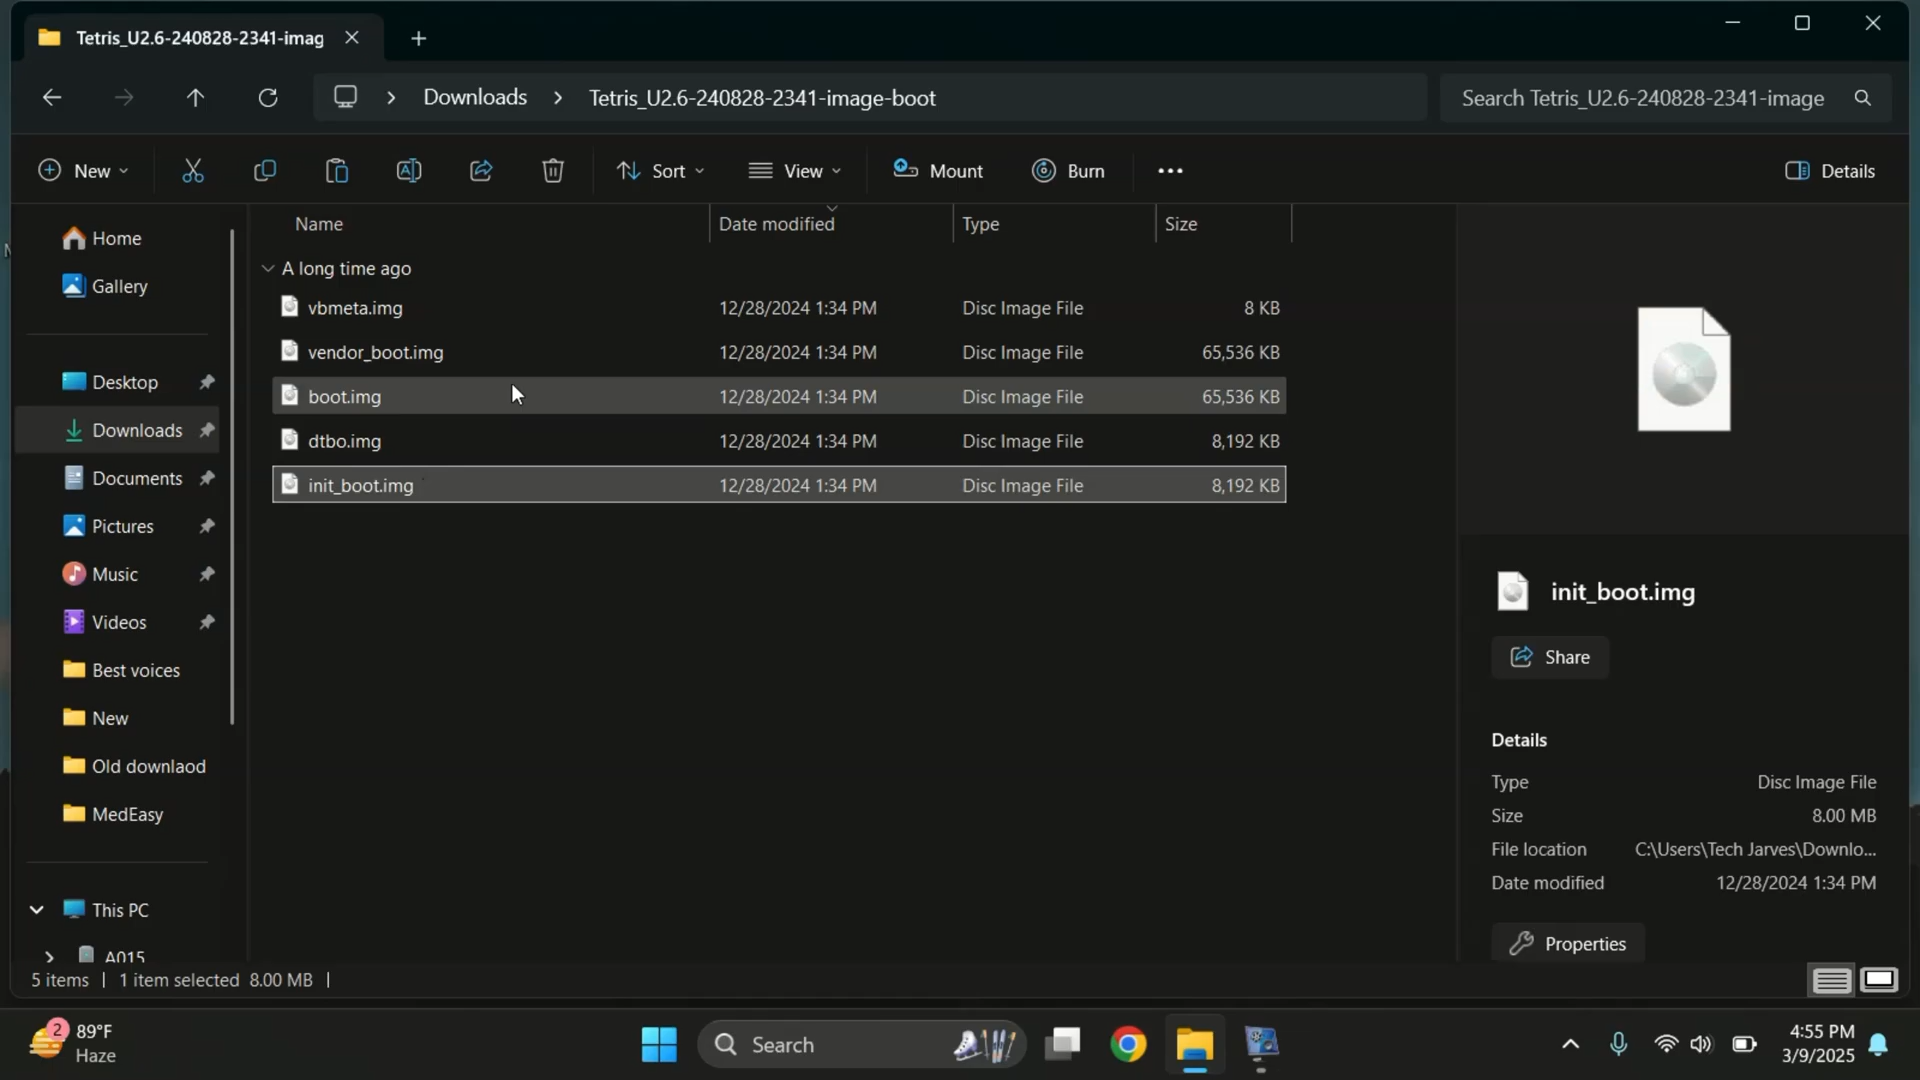 Tetris_U2.6-240828-2341-imag
Downloads
Tetris_U2.6-240828-2341-image-boot
Search Tetris_U2.6-240828-2341-image
New
Sort
View
Mount
Burn
Details
Home
Gallery
Desktop
Downloads
Documents
Pictures
Music
Videos
Best voices
New
Old downlaod
MedEasy
This PC
A015
Name Date modified Type Size
A long time ago
vbmeta.img 12/28/2024 1:34 PM Disc Image File 8 KB
vendor_boot.img 12/28/2024 1:34 PM Disc Image File 65,536 KB
boot.img 12/28/2024 1:34 PM Disc Image File 65,536 KB
dtbo.img 12/28/2024 1:34 PM Disc Image File 8,192 KB
init_boot.img 12/28/2024 1:34 PM Disc Image File 8,192 KB
init_boot.img
Share
Details
Type Disc Image File
Size 8.00 MB
File location C:\Users\Tech Jarves\Downlo...
Date modified 12/28/2024 1:34 PM
Properties
5 items | 1 item selected 8.00 MB |
2
89°F
Haze
Search
4:55 PM
3/9/2025